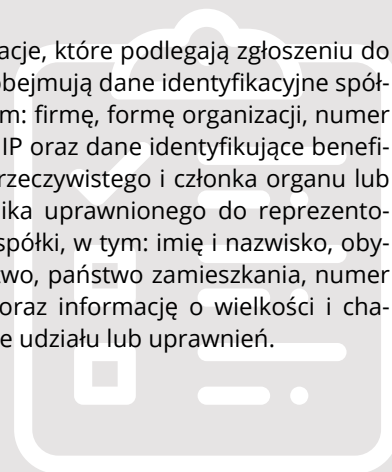 acje, które podlegają zgłoszeniu do
obejmują dane identyfikacyjne spół-
m: firmę, formę organizacji, numer
IP oraz dane identyfikujące benefi-
rzeczywistego i członka organu lub
ika uprawnionego do reprezento-
spółki, w tym: imię i nazwisko, oby-
two, państwo zamieszkania, numer
oraz informację o wielkości i cha-
e udziału lub uprawnień.